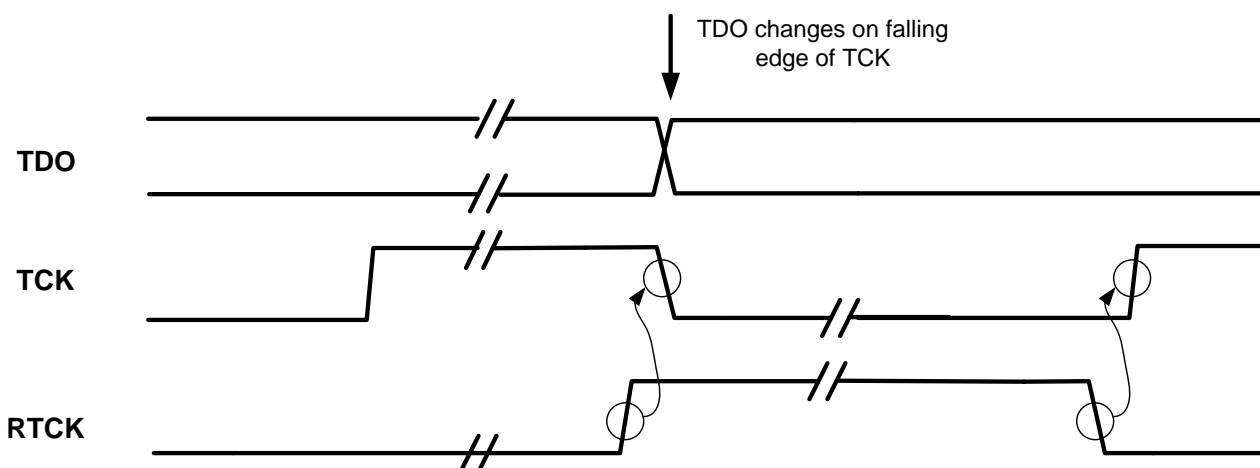 TDO changes on falling
edge of TCK
TDO
TCK
RTCK